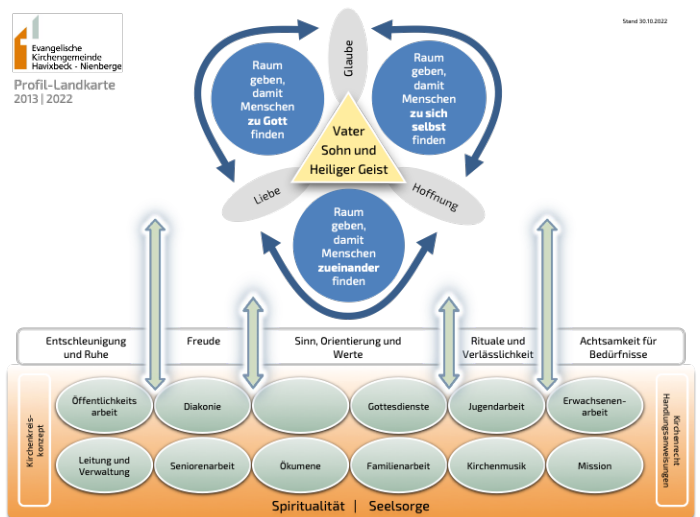 Stand 30.10.2022
Evangelische
Kirchengemeinde
Havixbeck - Nienberge
Profil-Landkarte
2013 | 2022
Glaube
Raum
geben,
damit
Menschen
zu Gott
finden
Raum
geben,
damit
Menschen
zu sich
selbst
finden
Vater
Sohn und
Heiliger Geist
Liebe
Hoffnung
Raum
geben,
damit
Menschen
zueinander
finden
Entschleunigung
und Ruhe
Freude
Sinn, Orientierung und
Werte
Rituale und
Verlässlichkeit
Achtsamkeit für
Bedürfnisse
Kirchenkreis-
konzept
Öffentlichkeits
arbeit
Diakonie
Gottesdienste
Jugendarbeit
Erwachsenen-
arbeit
Kirchenrecht
Handlungsanweisungen
Leitung und
Verwaltung
Seniorenarbeit
Ökumene
Familienarbeit
Kirchenmusik
Mission
Spiritualität | Seelsorge